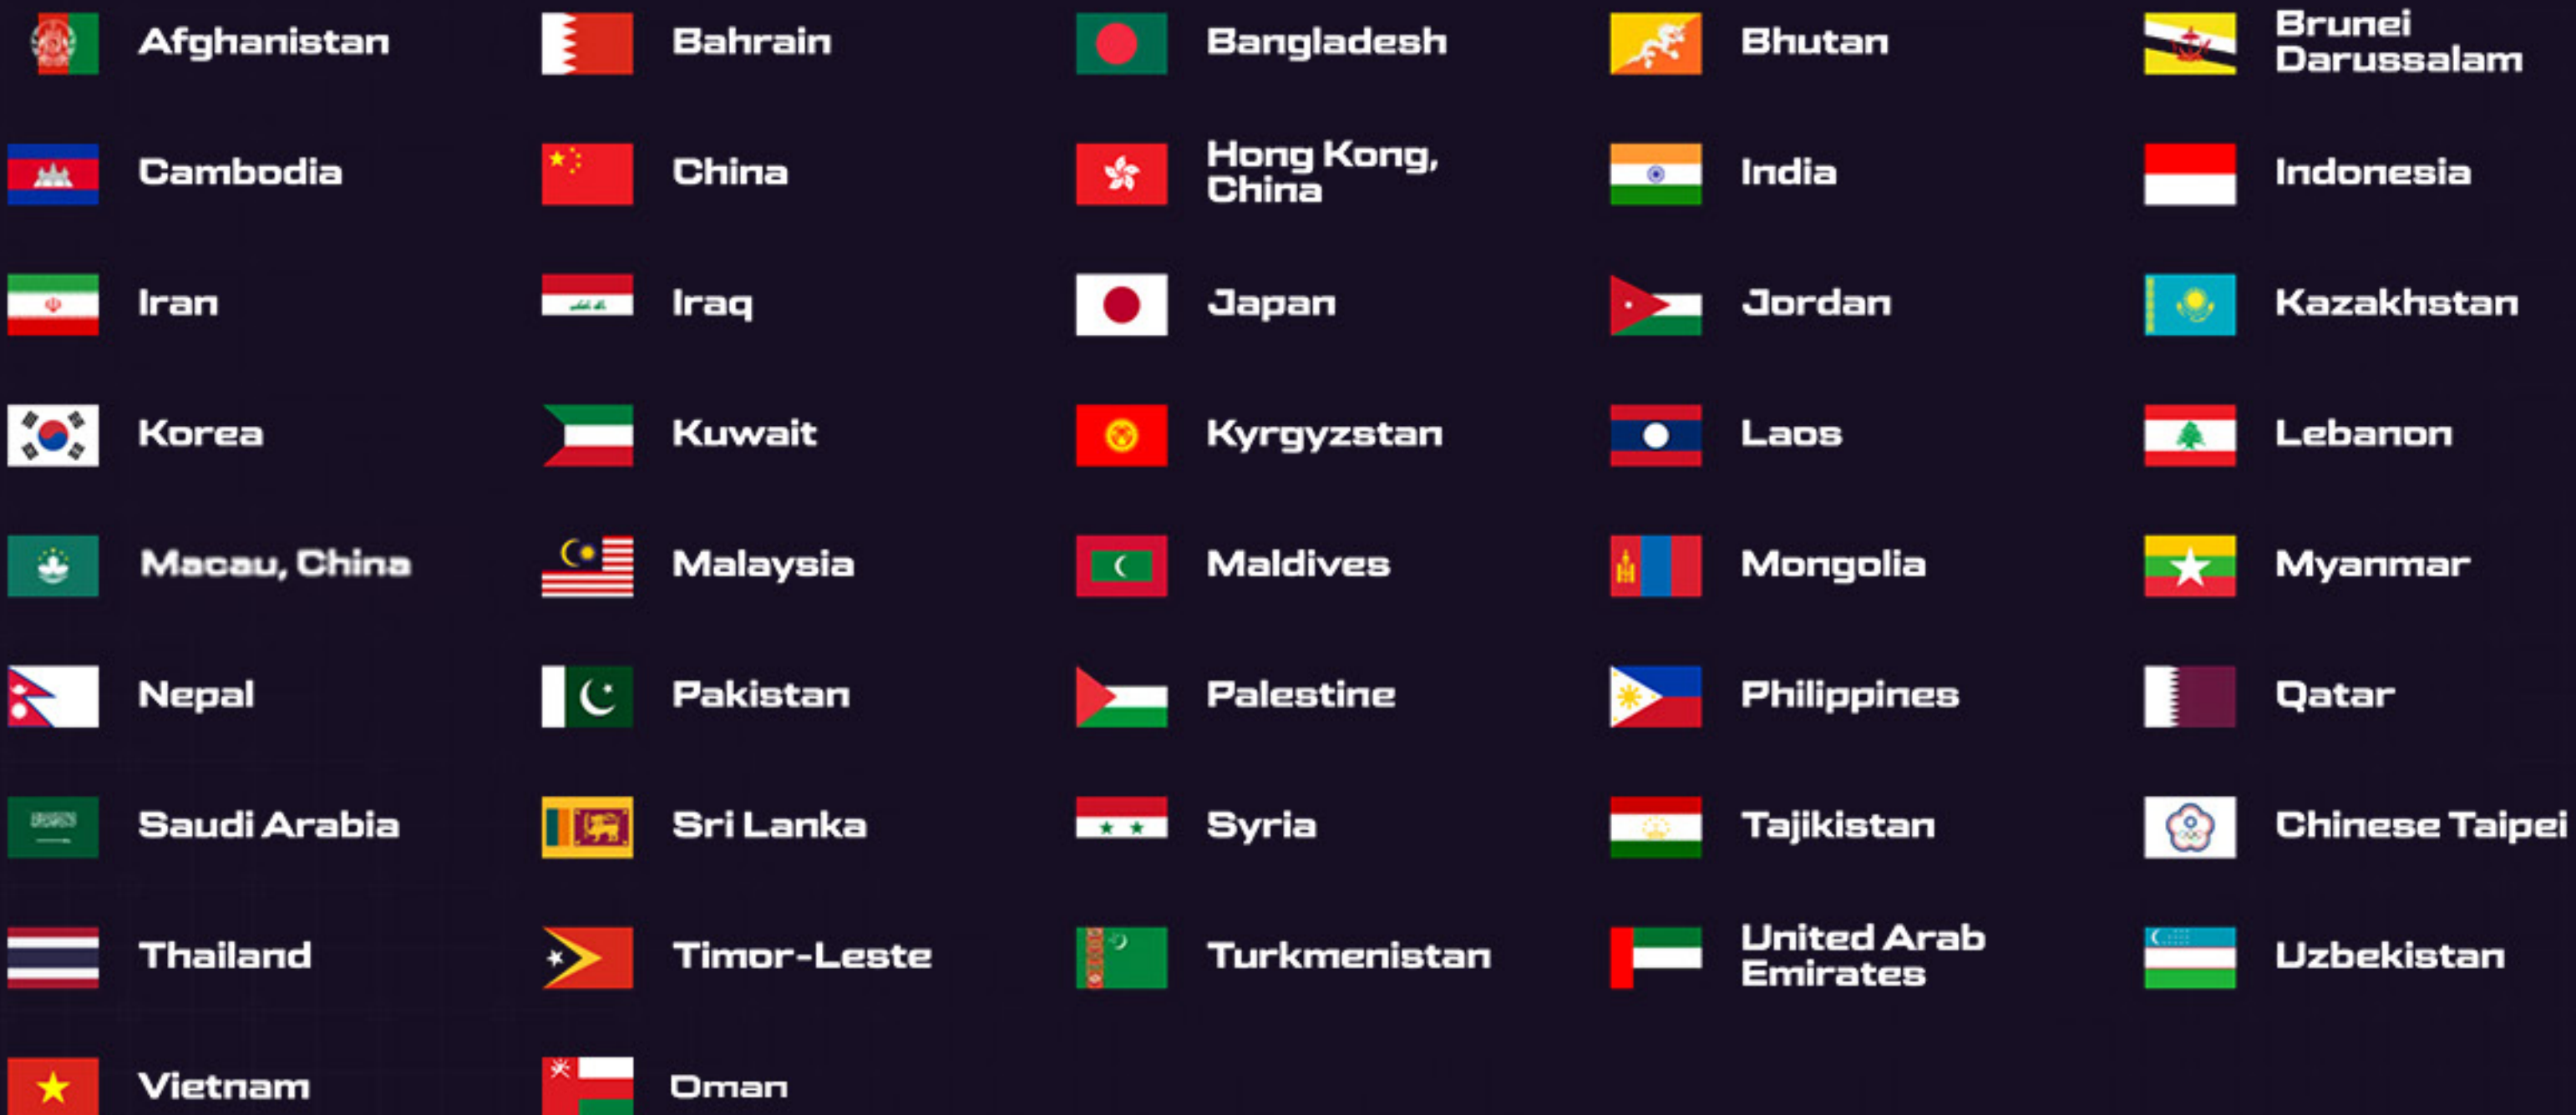 Afghanistan
Bahrain
Bangladesh
Bhutan
Brunei
Darussalam
Cambodia
China
Hong Kong,
China
India
Indonesia
Iran
Iraq
Japan
Jordan
Kazakhstan
Korea
Kuwait
Kyrgyzstan
Laos
Lebanon
Macau, China
Malaysia
Maldives
Mongolia
Myanmar
Nepal
Pakistan
Palestine
Philippines
Qatar
Saudi Arabia
Sri Lanka
Syria
Tajikistan
Chinese Taipei
Thailand
Timor-Leste
Turkmenistan
United Arab
Emirates
Uzbekistan
Vietnam
Oman